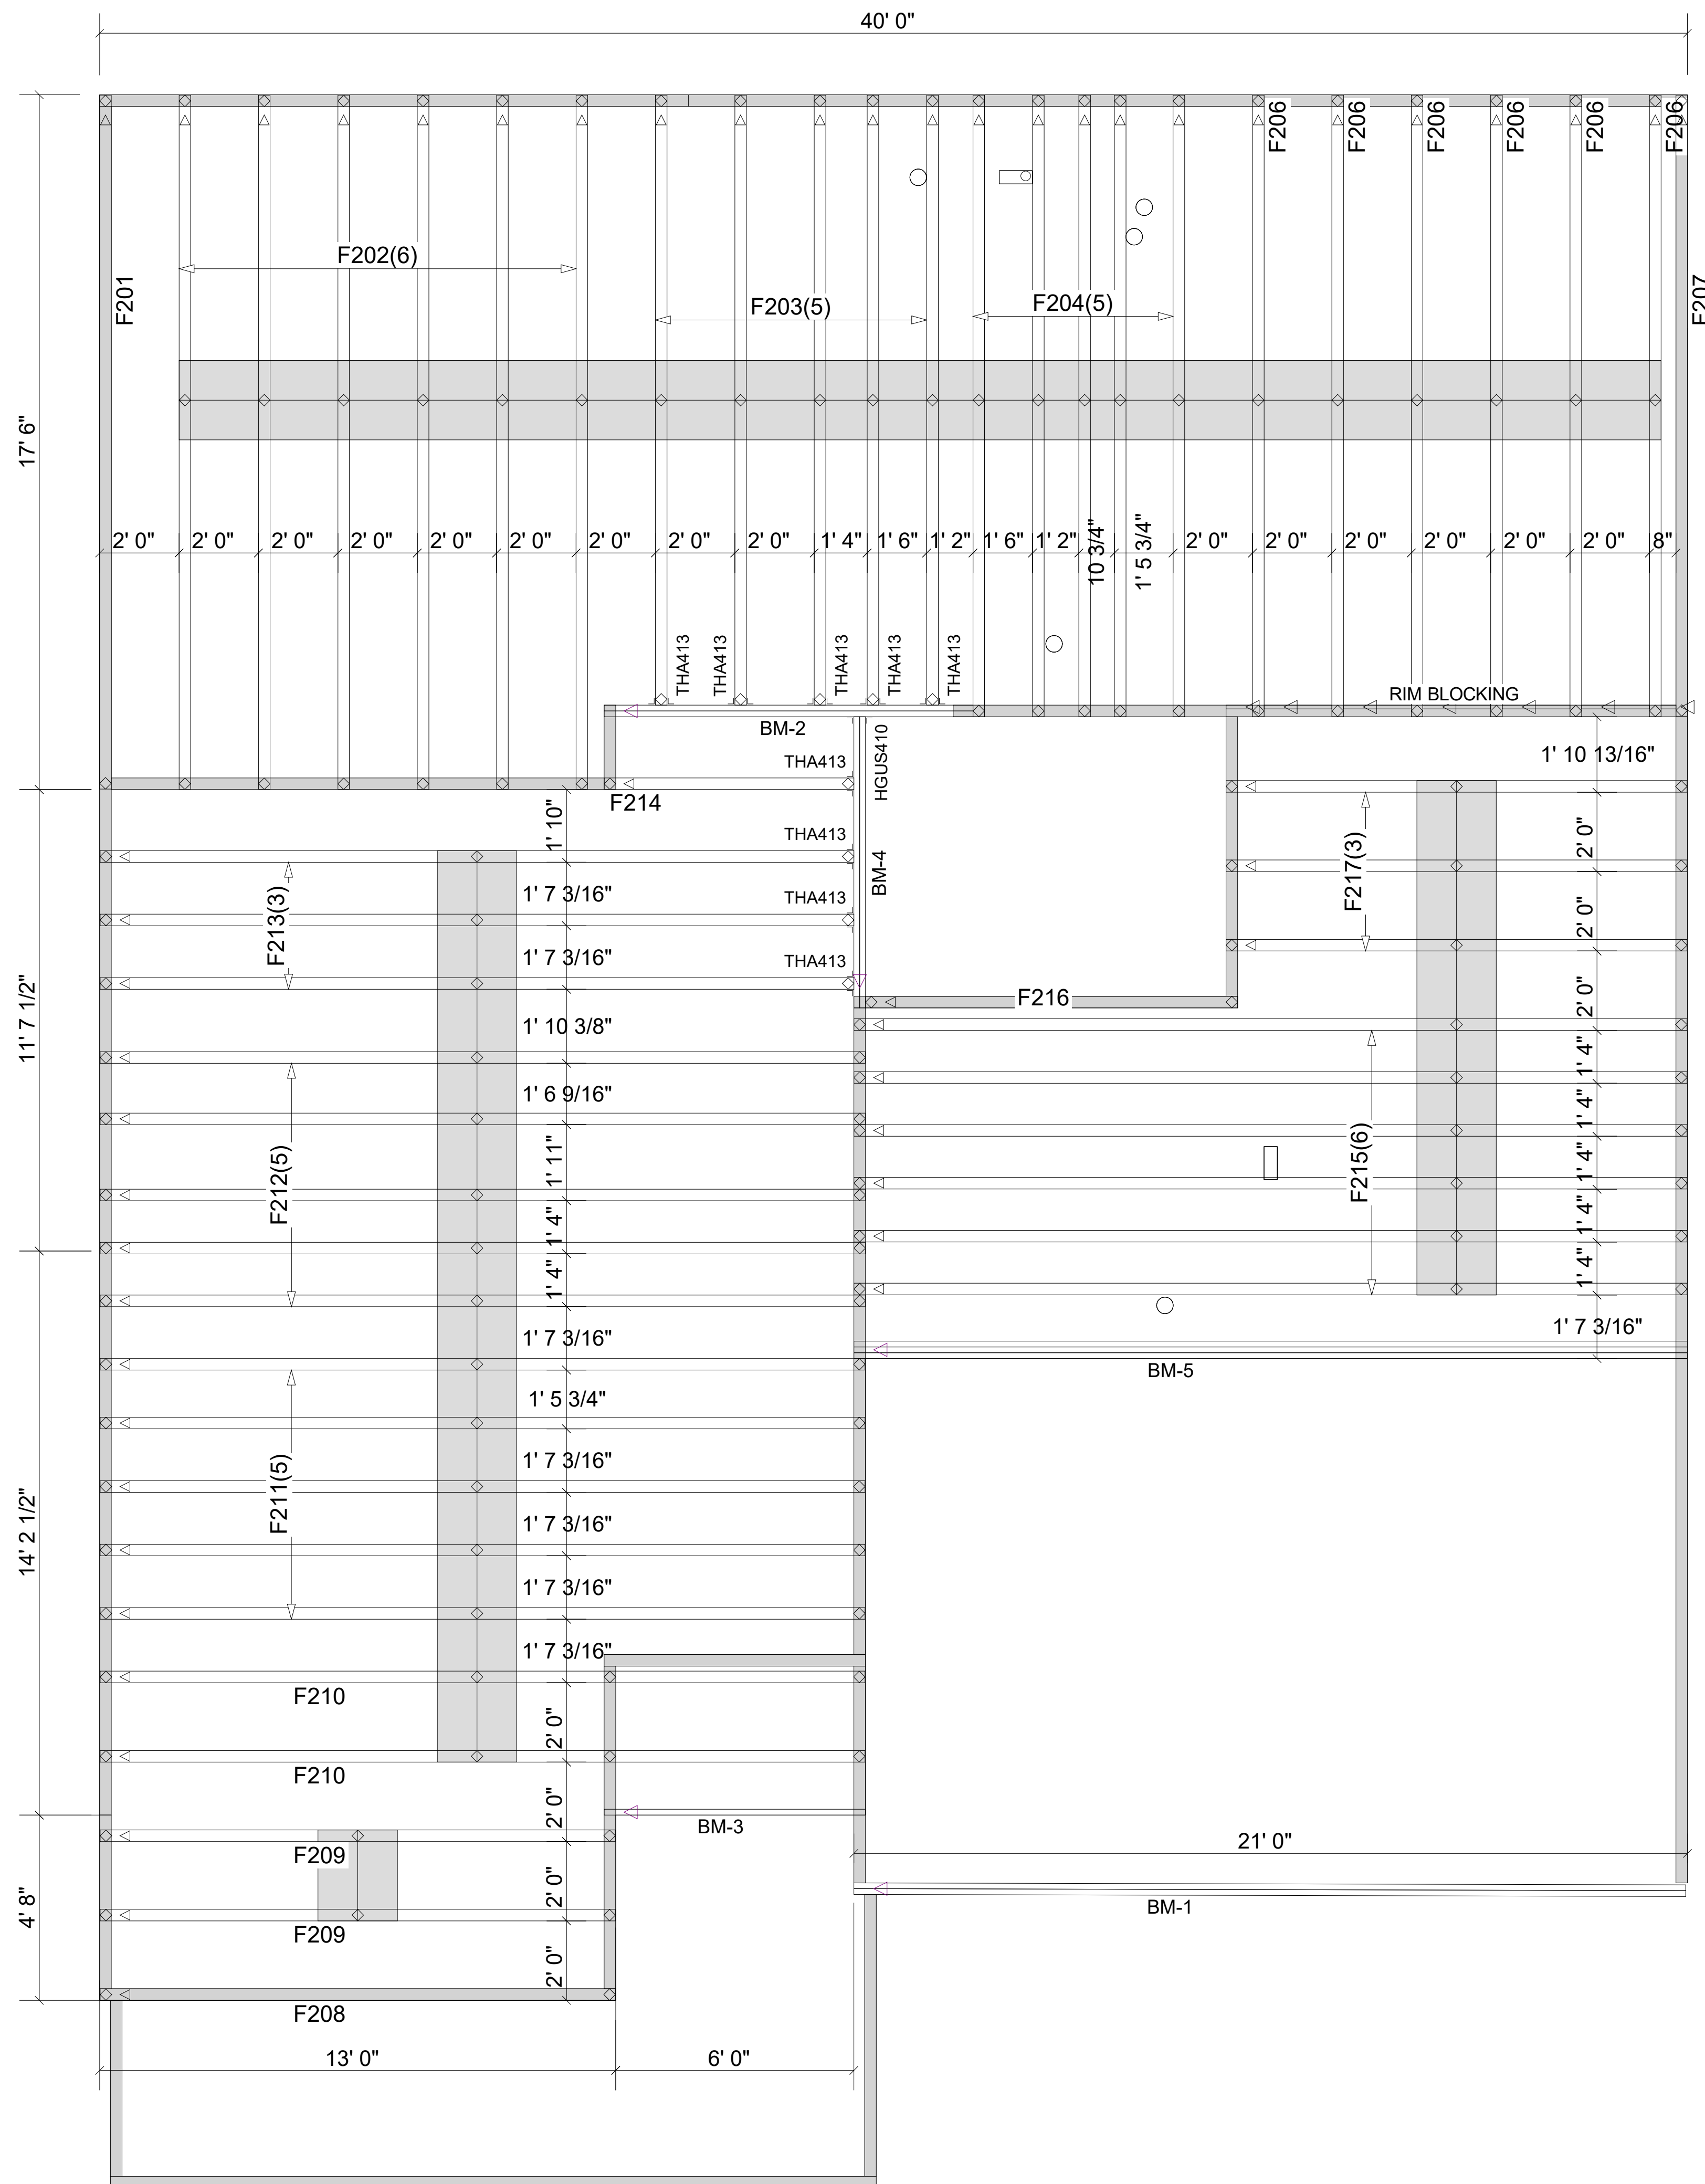 40' 0"
F206
F206
F206
F206
F206
F206
F201
F202(6)
F203(5)
F204(5)
F207
17' 6"
2' 0"
2' 0"
2' 0"
2' 0"
2' 0"
2' 0"
2' 0"
2' 0"
2' 0"
1' 4"
1' 6"
1' 2"
1' 6"
1' 2"
10 3/4"
1' 5 3/4"
2' 0"
2' 0"
2' 0"
2' 0"
2' 0"
2' 0"
8"
THA413
THA413
THA413
THA413
THA413
RIM BLOCKING
BM-2
HGUS410
1' 10 13/16"
THA413
F214
1' 10"
THA413
BM-4
F217(3)
2' 0"
F213(3)
1' 7 3/16"
THA413
2' 0"
1' 7 3/16"
THA413
F216
2' 0"
11' 7 1/2"
1' 10 3/8"
1' 4"
1' 6 9/16"
1' 4"
F212(5)
1' 11"
F215(6)
1' 4"
1' 4"
1' 4"
1' 4"
1' 4"
1' 7 3/16"
1' 7 3/16"
BM-5
1' 5 3/4"
F211(5)
1' 7 3/16"
14' 2 1/2"
1' 7 3/16"
1' 7 3/16"
1' 7 3/16"
F210
2' 0"
F210
2' 0"
BM-3
21' 0"
F209
4' 8"
2' 0"
BM-1
F209
2' 0"
F208
13' 0"
6' 0"